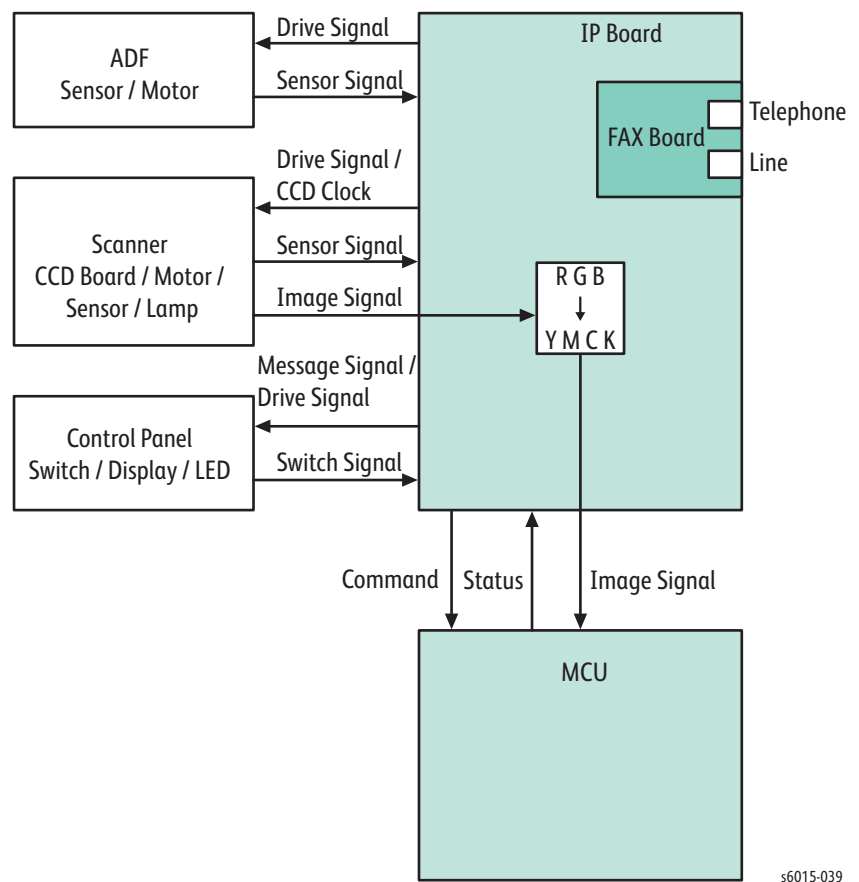 Drive Signal
IP Board
ADF
Sensor / Motor
Sensor Signal
Telephone
FAX Board
Line
Drive Signal /
CCD Clock
Scanner
CCD Board / Motor /
Sensor / Lamp
Sensor Signal
Image Signal
R G B
Y M C K
Message Signal /
Drive Signal
Control Panel
Switch / Display / LED
Switch Signal
Command
Status
Image Signal
MCU
s6015-039